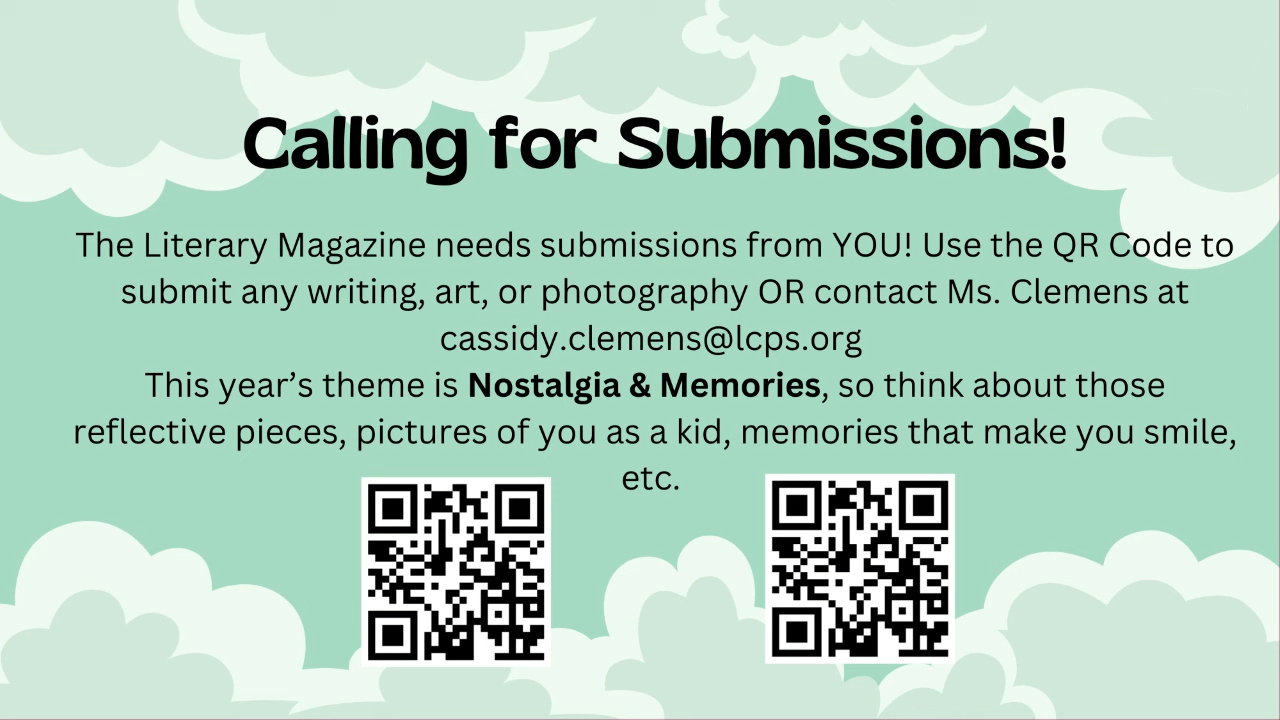 Calling for Submissions!
The Literary Magazine needs submissions from YOU! Use the QR Code to
submit any writing, art, or photography OR contact Ms. Clemens at
cassidy.clemens@lcps.org
This year’s theme is Nostalgia & Memories, so think about those
reflective pieces, pictures of you as a kid, memories that make you smile,
etc.